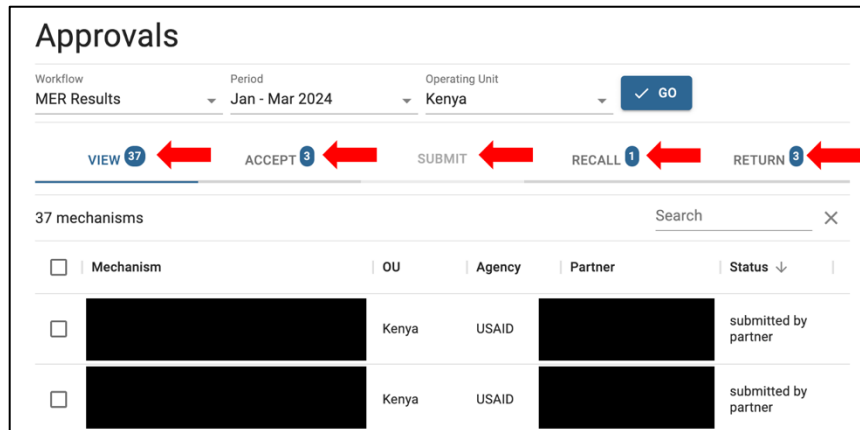 Approvals
Workflow Period Operating Unit
MER Results Jan - Mar 2024 Kenya GO
VIEW 37 ACCEPT 3 SUBMIT RECALL 1 RETURN 3
37 mechanisms Search
Mechanism OU Agency Partner Status
Kenya USAID submitted by
partner
Kenya USAID submitted by
partner